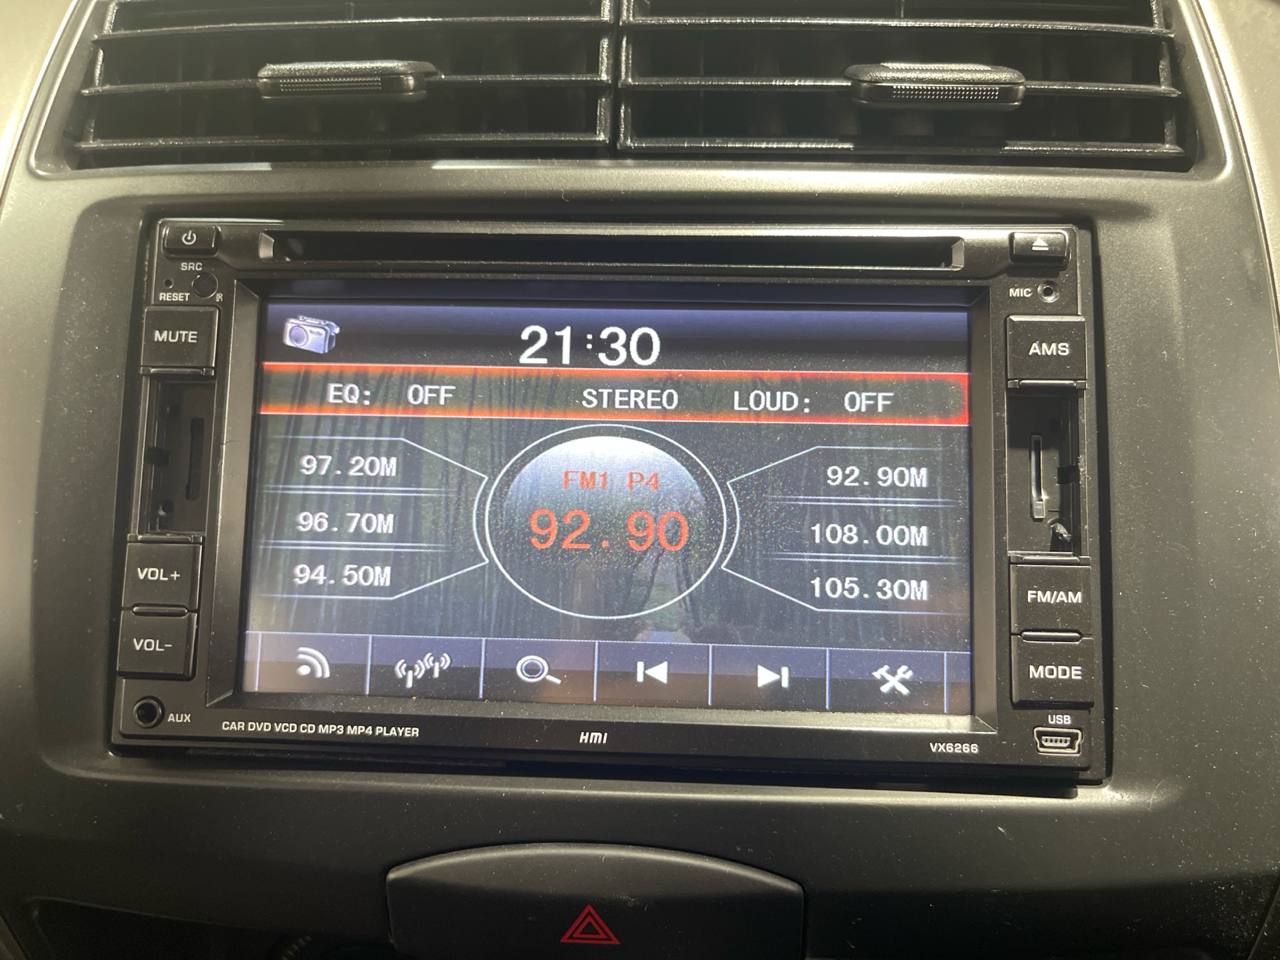 SRC
RESET
IR
MIC
MUTE
AMS
21:30
EQ: OFF STEREO LOUD: OFF
97.20M
96.70M
94.50M
FM1 P4
92.90
92.90M
108.00M
105.30M
VOL+
VOL-
FM/AM
MODE
AUX
CAR DVD VCD CD MP3 MP4 PLAYER
HMI
VX6266
USB